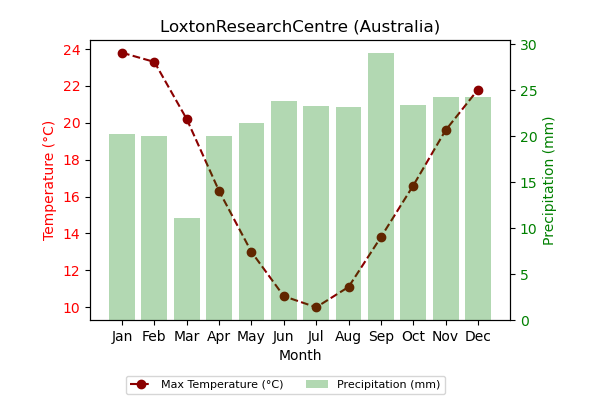 LoxtonResearchCentre (Australia)
Temperature (°C)
24
22
20
18
16
14
12
10
Precipitation (mm)
30
25
20
15
10
5
0
Jan Feb Mar Apr May Jun Jul Aug Sep Oct Nov Dec
Month
Max Temperature (°C) Precipitation (mm)